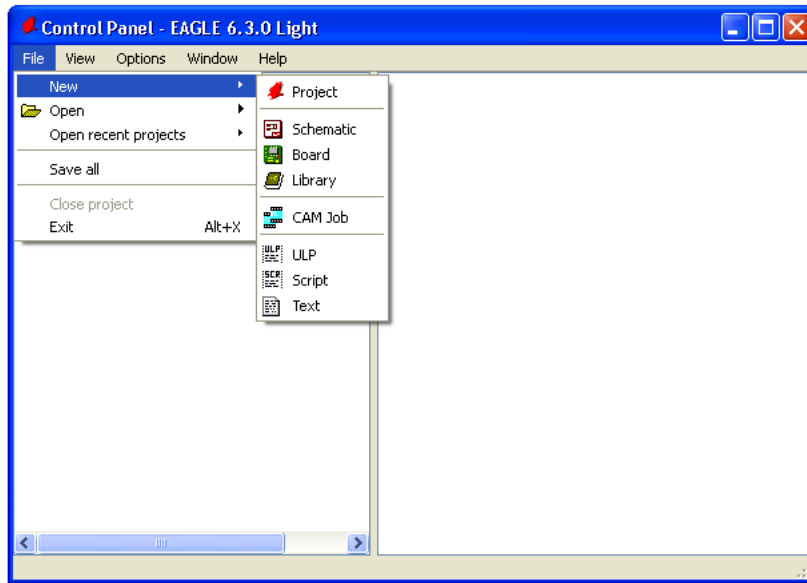 Control Panel - EAGLE 6.3.0 Light
File View Options Window Help
New
Open
Open recent projects
Save all
Close project
Exit Alt+X
Project
Schematic
Board
Library
CAM Job
ULP ULP
SCR Script
Text